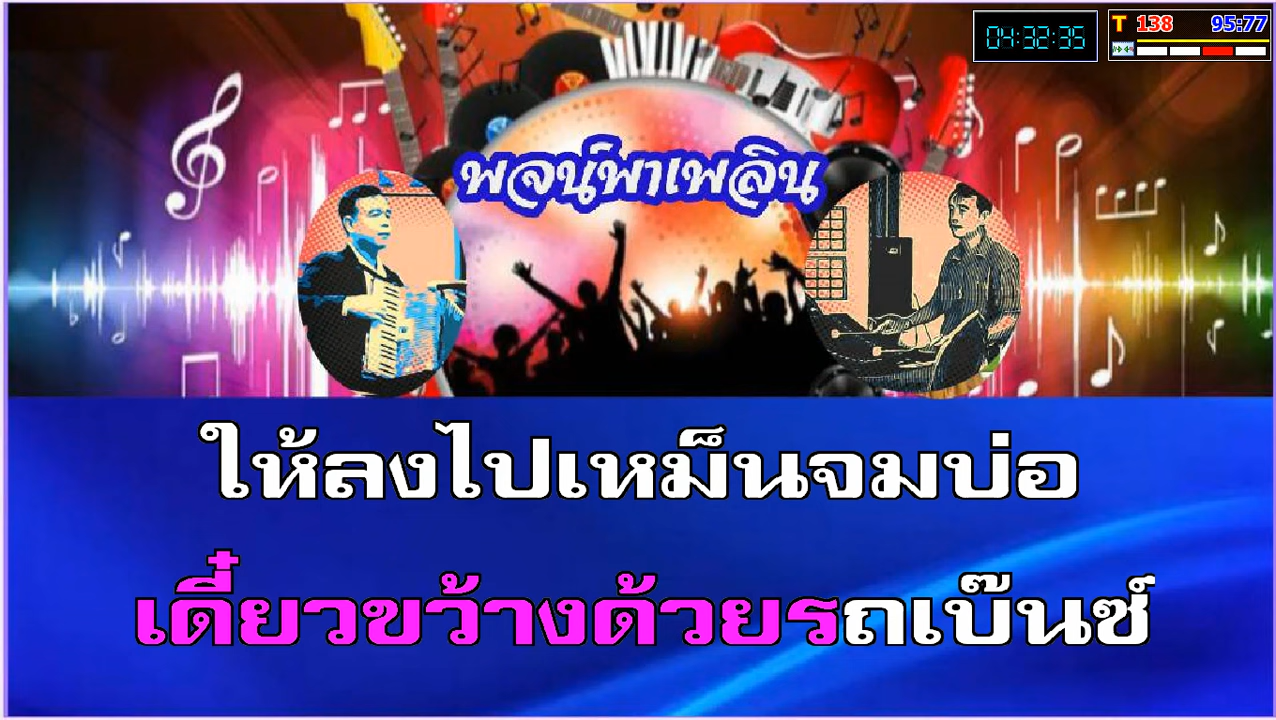 04:32:35
T 138 95:77
พจน์พาเพลิน
ให้ลงไปเหม็นจมบ่อ
เดี๋ยวขว้างด้วยรถเบ๊นซ์